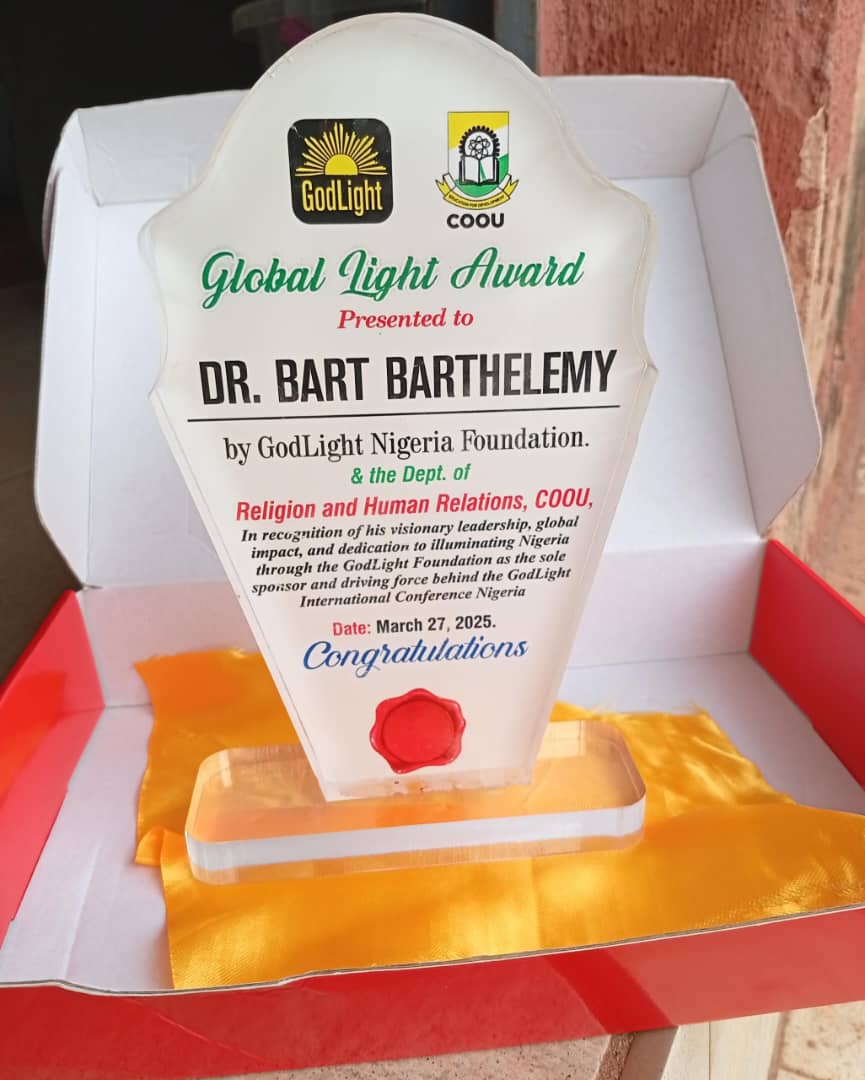 GodLight
EDUCATION FOR DEVELOPMENT
COOU
Global Light Award
Presented to
DR. BART BARTHELEMY
by GodLight Nigeria Foundation.
& the Dept. of
Religion and Human Relations, COOU,
In recognition of his visionary leadership, global
impact, and dedication to illuminating Nigeria
through the GodLight Foundation as the sole
sponsor and driving force behind the GodLight
International Conference Nigeria
Date: March 27, 2025.
Congratulations